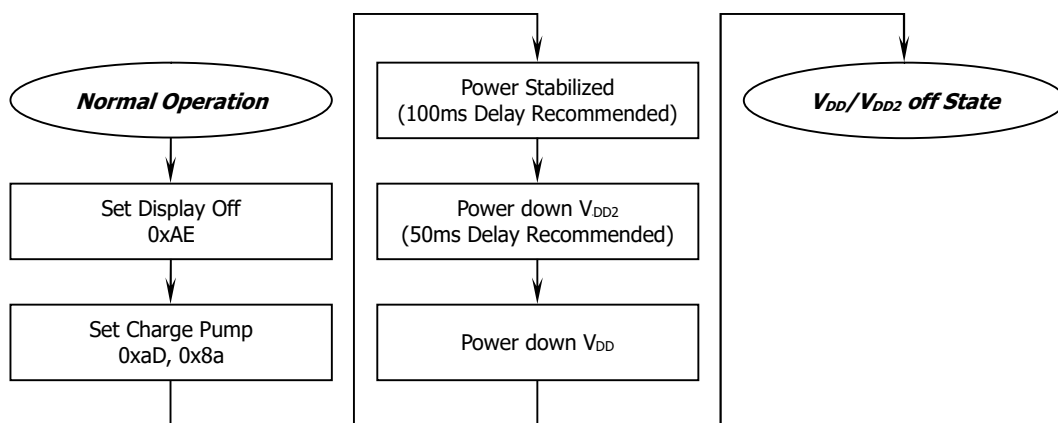 Normal Operation
Set Display Off
0xAE
Set Charge Pump
0xaD, 0x8a
Power Stabilized
(100ms Delay Recommended)
Power down VDD2
(50ms Delay Recommended)
Power down VDD
VDD/VDD2 off State